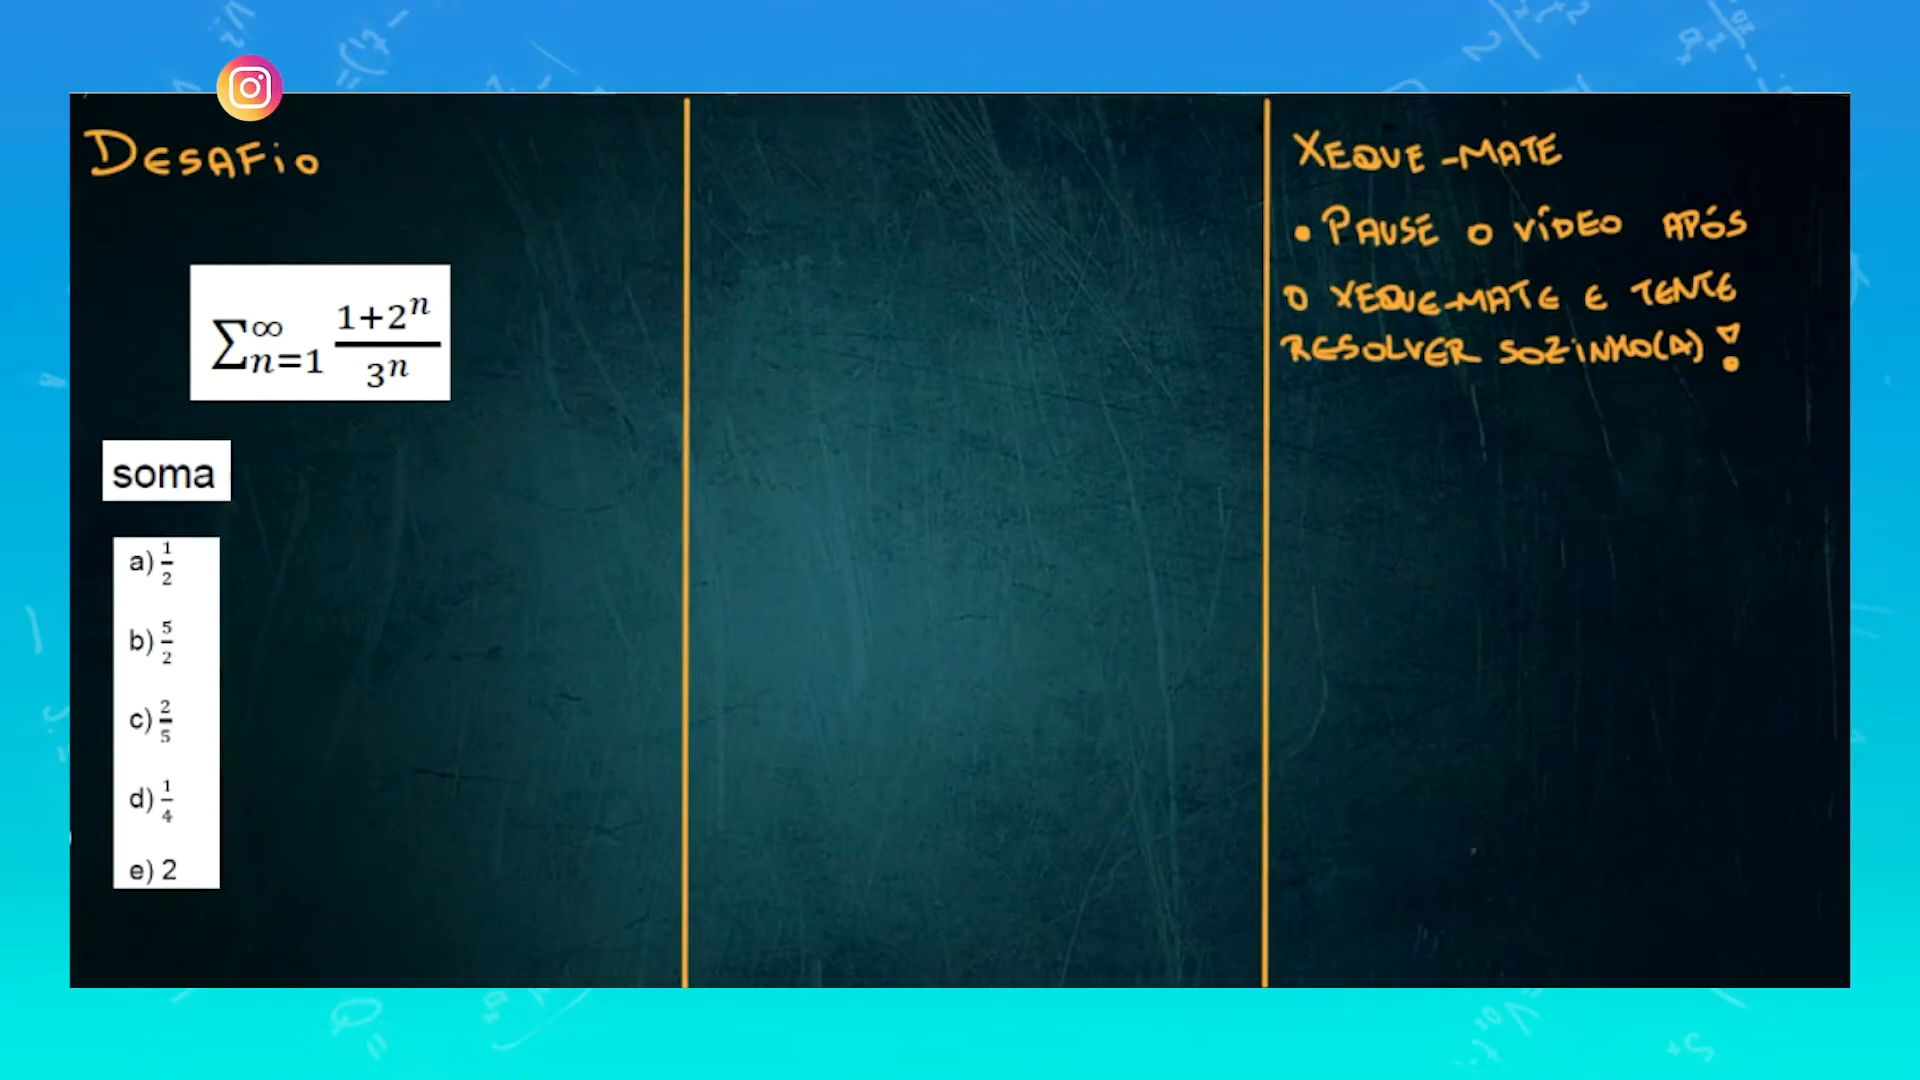 DESAFIO
∑∞n=1 1+2ⁿ/3ⁿ
soma
a) 1/2
b) 5/2
c) 2/5
d) 1/4
e) 2
XEQUE-MATE
• PAUSE O VÍDEO APÓS
O XEQUE-MATE E TENTE
RESOLVER SOZINHO(A)!